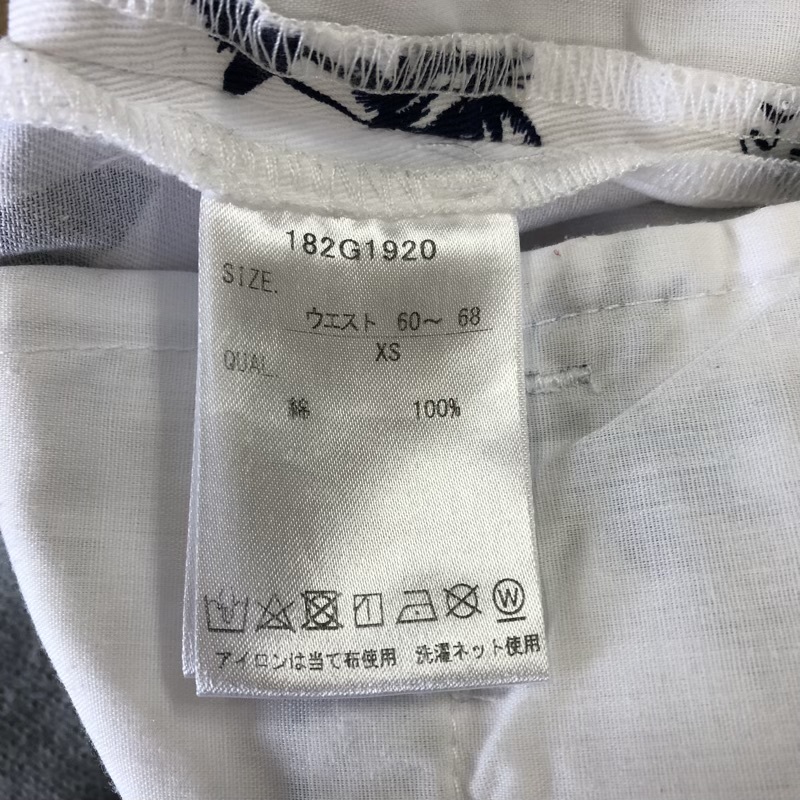 182G1920
SIZE.
ウエスト 60～ 68
XS
QUAL.
綿 100%
W
アイロンは当て布使用 洗濯ネット使用